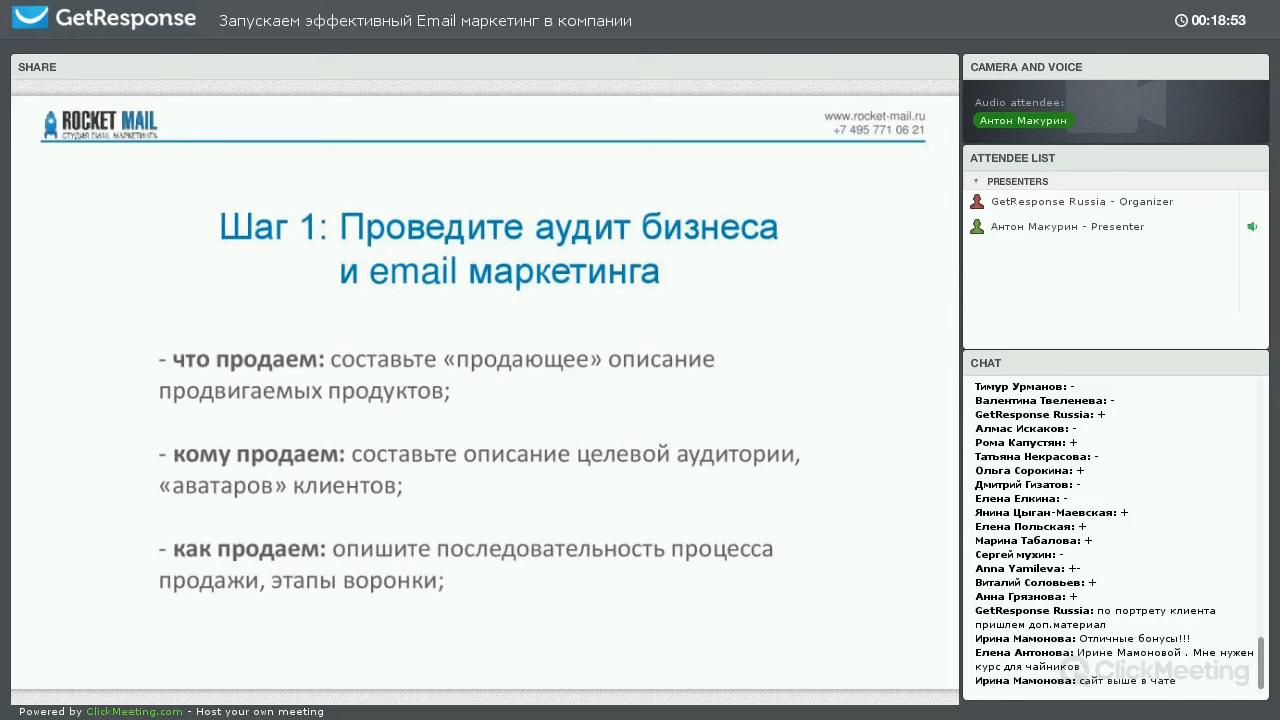 GetResponse
Запускаем эффективный Email маркетинг в компании
00:18:53
SHARE
ROCKET MAIL
СТУДИЯ EMAIL МАРКЕТИНГА
www.rocket-mail.ru
+7 495 771 06 21
Шаг 1: Проведите аудит бизнеса
и email маркетинга
- что продаем: составьте «продающее» описание
продвигаемых продуктов;
- кому продаем: составьте описание целевой аудитории,
«аватаров» клиентов;
- как продаем: опишите последовательность процесса
продажи, этапы воронки;
CAMERA AND VOICE
Audio attendee:
Антон Макурин
ATTENDEE LIST
PRESENTERS
GetResponse Russia - Organizer
Антон Макурин - Presenter
CHAT
Тимур Урманов: -
Валентина Твеленева: -
GetResponse Russia: +
Алмас Искаков: -
Рома Капустян: +
Татьяна Некрасова: -
Ольга Сорокина: +
Дмитрий Гизатов: -
Елена Елкина: -
Янина Цыган-Маевская: +
Елена Польская: +
Марина Табалова: +
Сергей мухин: -
Anna Yamileva: +-
Виталий Соловьев: +
Анна Грязнова: +
GetResponse Russia: по портрету клиента
пришлем доп.материал
Ирина Мамонова: Отличные бонусы!!!
Елена Антонова: Ирине Мамоновой . Мне нужен
курс для чайников
Ирина Мамонова: сайт выше в чате
ClickMeeting
Powered by ClickMeeting.com - Host your own meeting